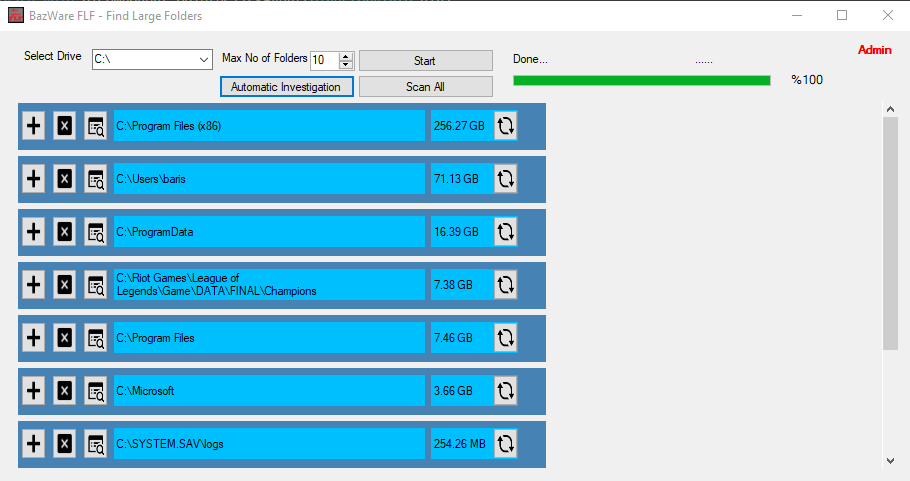 BazWare FLF - Find Large Folders
Admin
Select Drive
C:\
Max No of Folders
10
Start
Done...
......
%100
Automatic Investigation
Scan All
C:\Program Files (x86)
256.27 GB
C:\Users\baris
71.13 GB
C:\ProgramData
16.39 GB
C:\Riot Games\League of
Legends\Game\DATA\FINAL\Champions
7.38 GB
C:\Program Files
7.46 GB
C:\Microsoft
3.66 GB
C:\SYSTEM.SAV\logs
254.26 MB